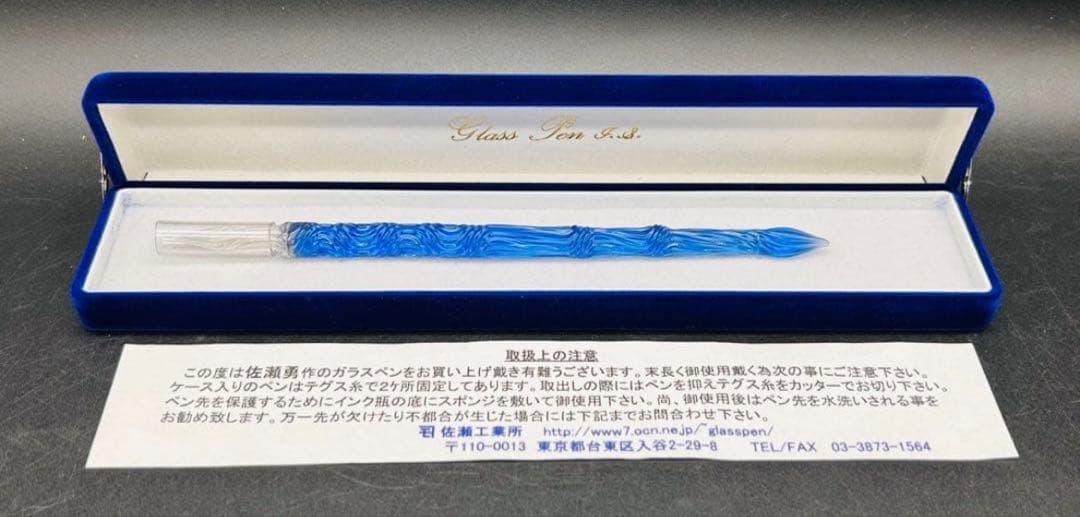 Glass Pen I.S.
取扱上の注意
この度は佐瀬勇作のガラスペンをお買い上げ戴き有難うございます。末長く御使用戴く為次の事にご注意下さい。
ケース入りのペンはテグス糸で2ケ所固定してあります。取出しの際にはペンを抑えテグス糸をカッターでお切り下さい。
ペン先を保護するためにインク瓶の底にスポンジを敷いて御使用下さい。尚、御使用後はペン先を水洗いされる事を
お勧め致します。万一先が欠けたり不都合が生じた場合には下記までお問合わせ下さい。
佐瀬工業所 http://www7.ocn.ne.jp/~glasspen/
〒110-0013 東京都台東区入谷2-29-8 TEL/FAX 03-3873-1564